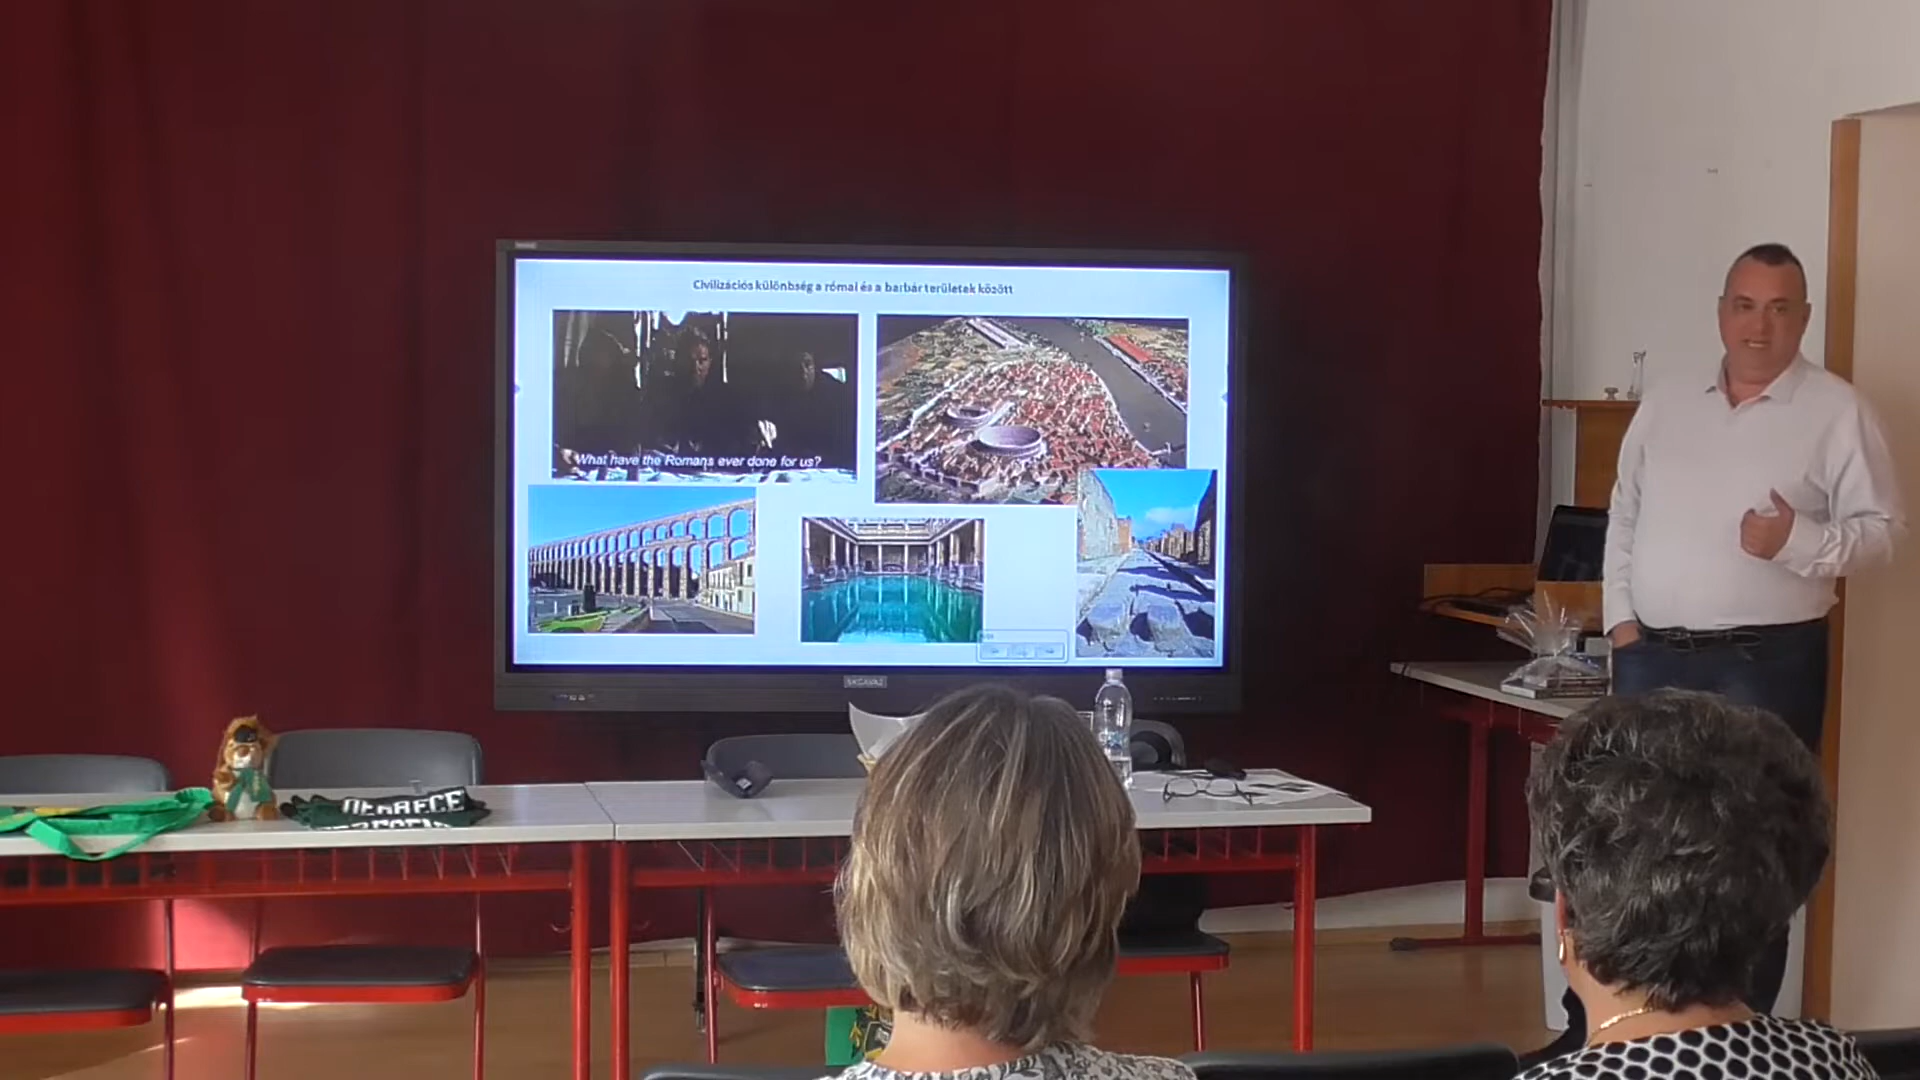 Civilizációs különbség a római és a barbár területek között
What have the Romans ever done for us?